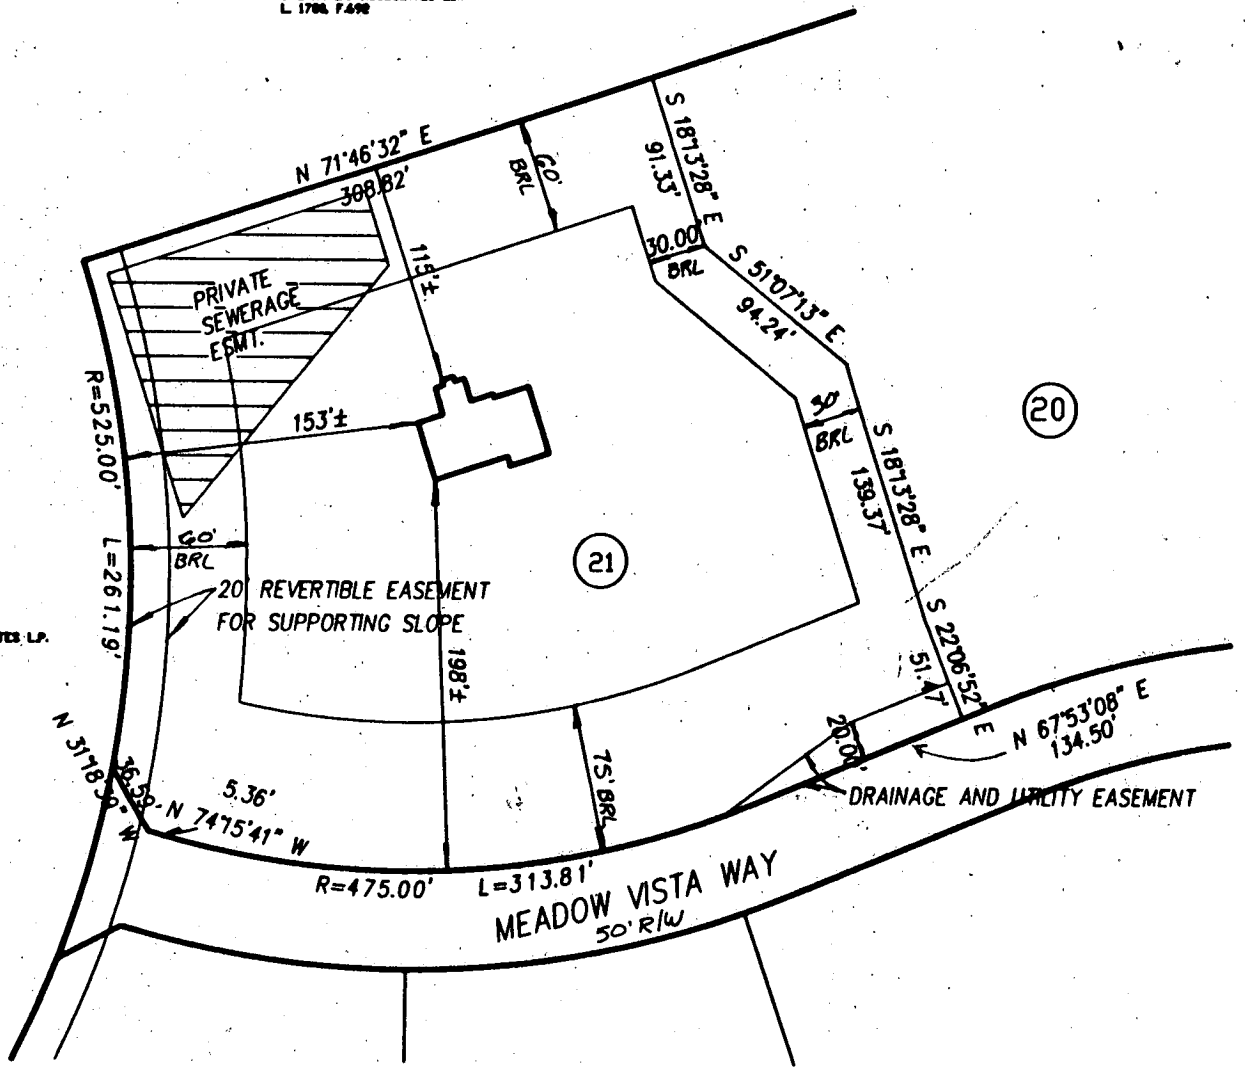 L. 1788, F.698
N 71°46'32" E
308.82'
60'
BRL
S 18°13'28" E
91.33'
30.00'
BRL
S 51°07'13" E
94.24'
115'±
PRIVATE
SEWERAGE
ESMT.
153'±
R=525.00'
L=261.19'
30'
BRL
S 18°13'28" E
139.37'
20
21
60'
BRL
20' REVERTIBLE EASEMENT
FOR SUPPORTING SLOPE
198'±
S 22°06'52" E
51.47'
N 67°53'08" E
134.50'
20.00'
75' BRL
DRAINAGE AND UTILITY EASEMENT
36.59'
5.36'
N 74°15'41" W
R=475.00'
L=313.81'
MEADOW VISTA WAY
50' R/W